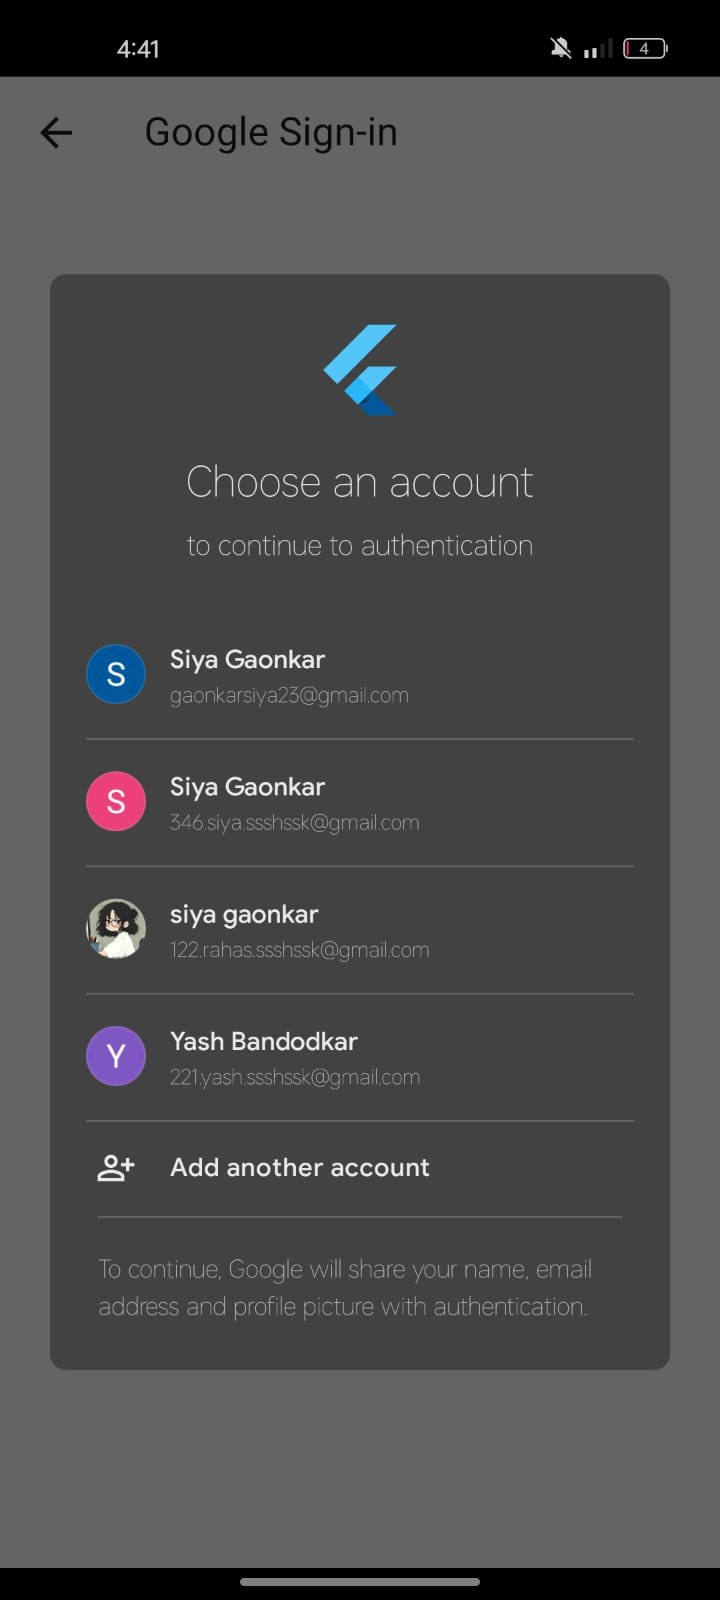 4:41
4
Google Sign-in
Choose an account
to continue to authentication
S
Siya Gaonkar
gaonkarsiya23@gmail.com
S
Siya Gaonkar
346.siya.ssshssk@gmail.com
siya gaonkar
122.rahas.ssshssk@gmail.com
Y
Yash Bandodkar
221.yash.ssshssk@gmail.com
Add another account
To continue, Google will share your name, email
address and profile picture with authentication.